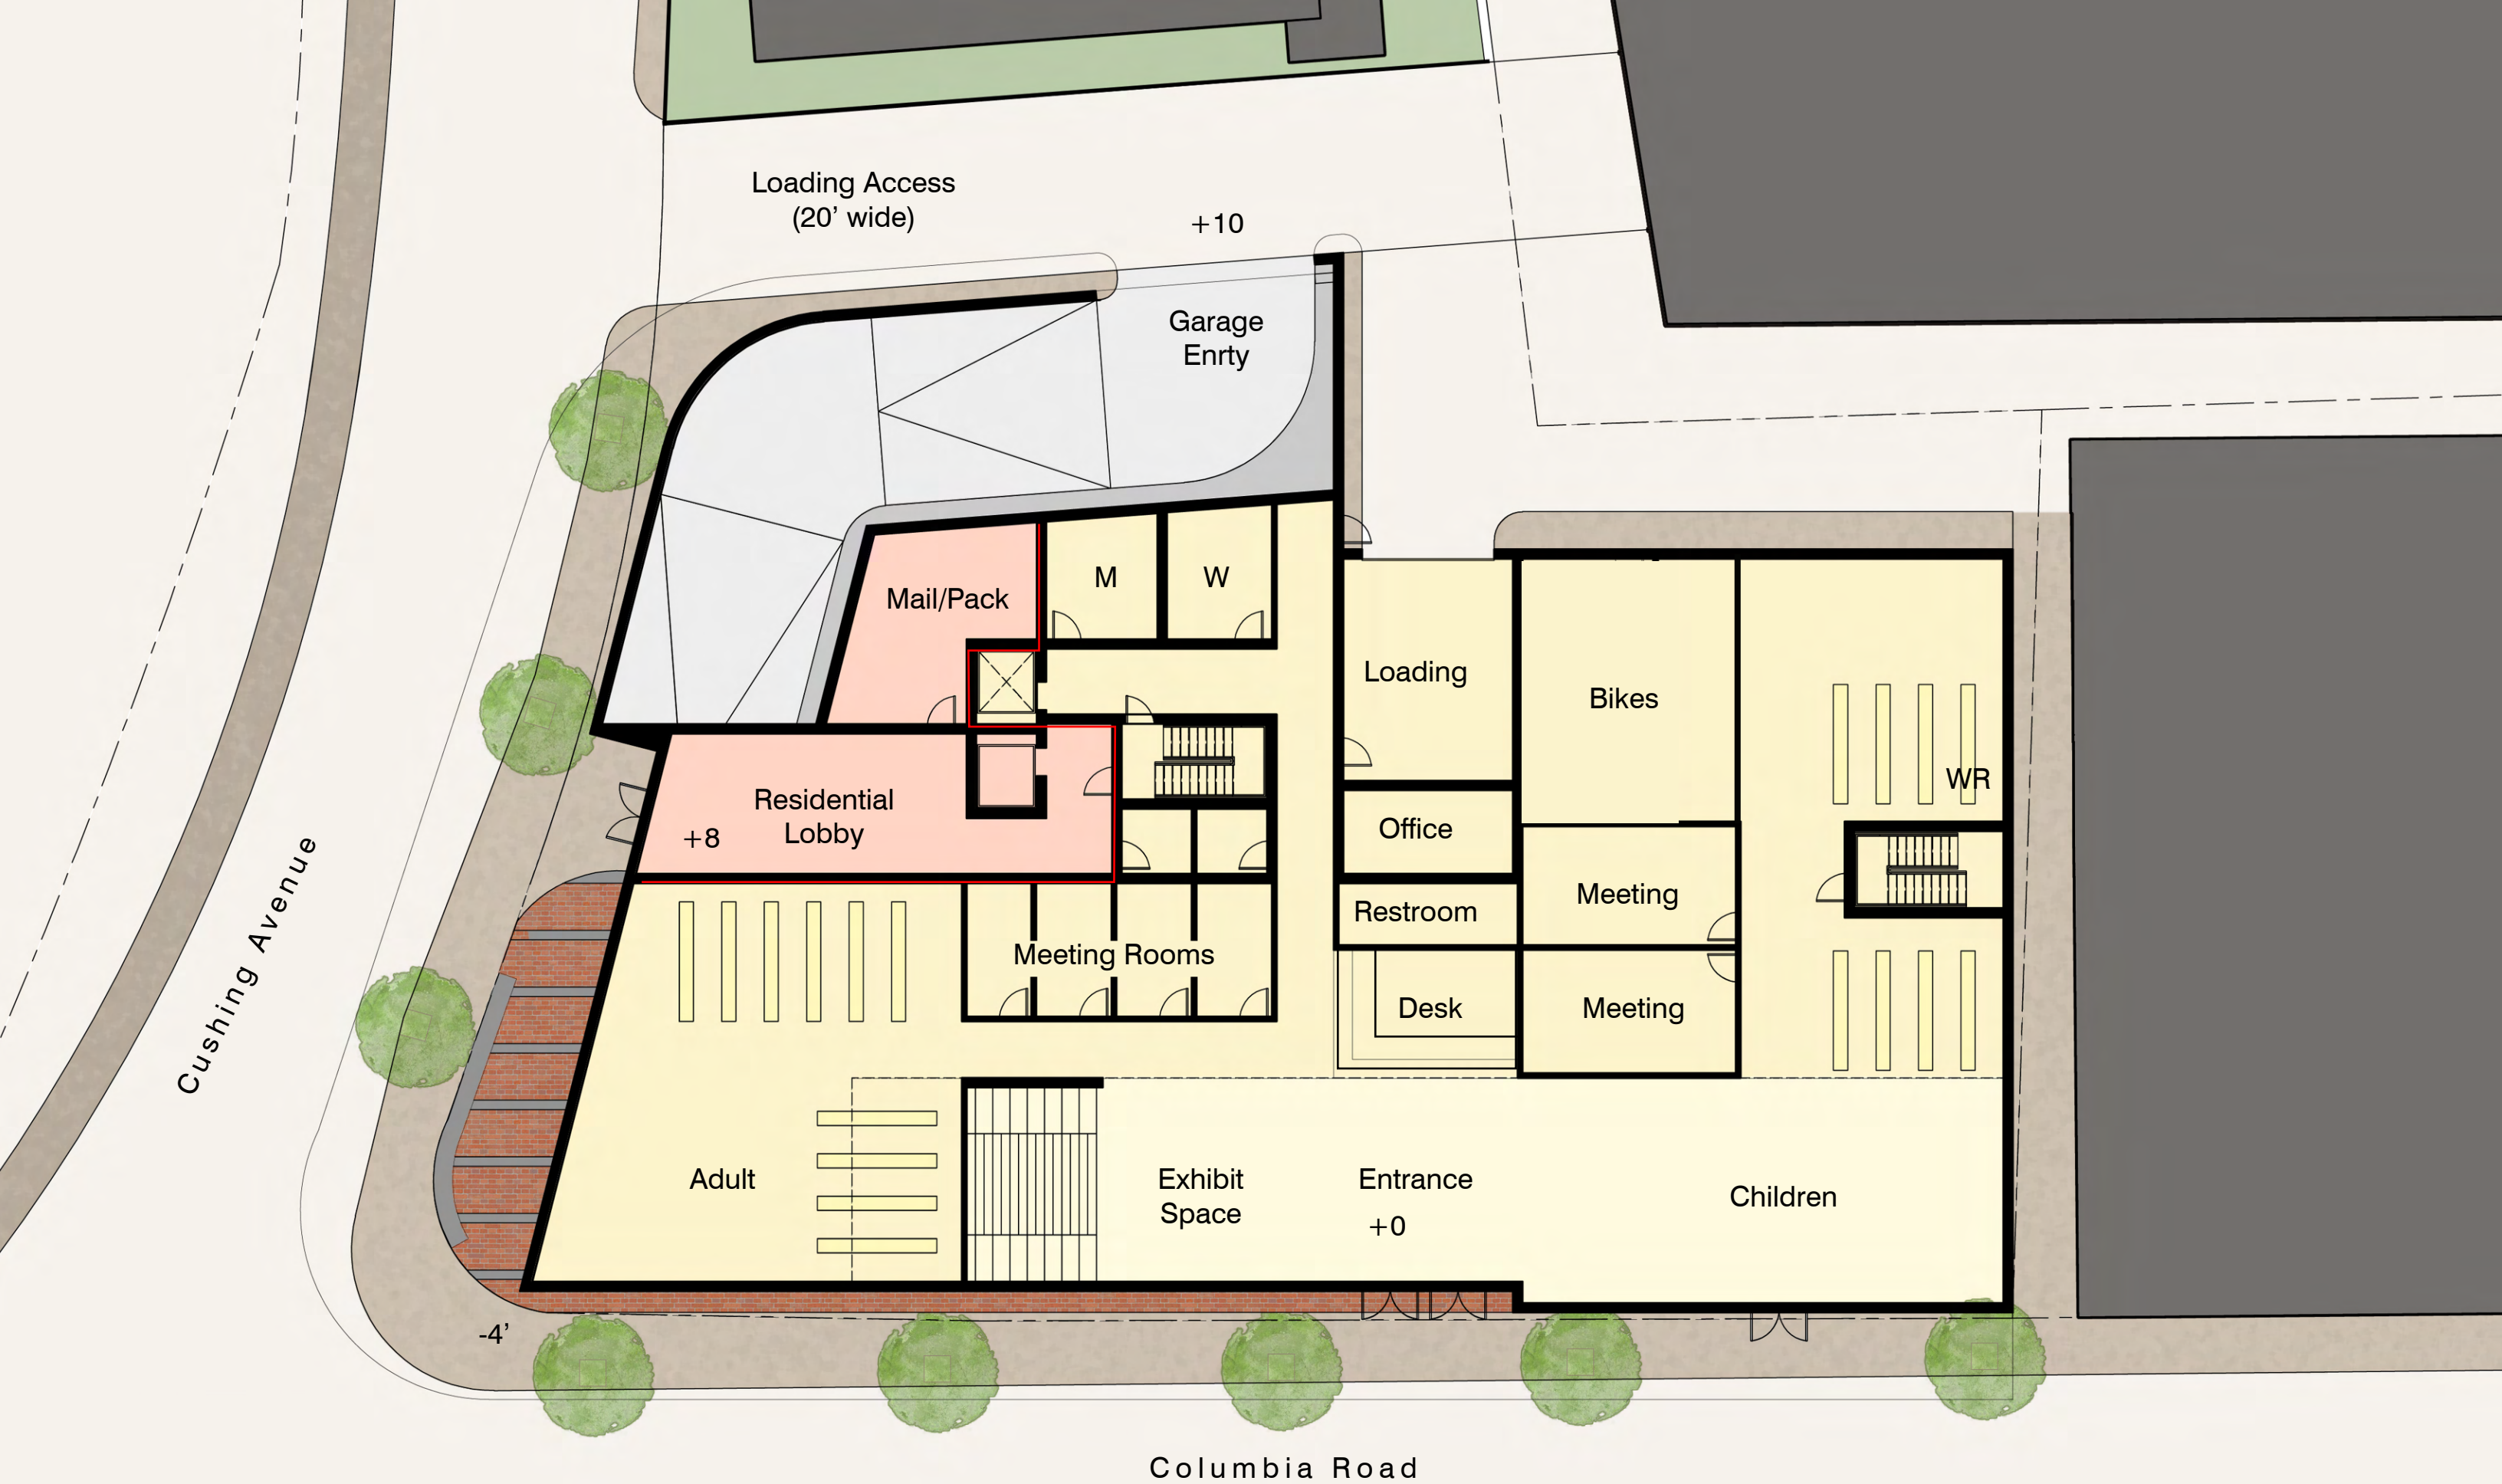 Loading Access
(20’ wide)
+10
Garage
Enrty
Mail/Pack
M
W
Loading
Bikes
WR
Residential
Lobby
+8
Office
Restroom
Meeting
Meeting Rooms
Desk
Meeting
Cushing Avenue
Adult
Exhibit
Space
Entrance
+0
Children
-4’
Columbia Road